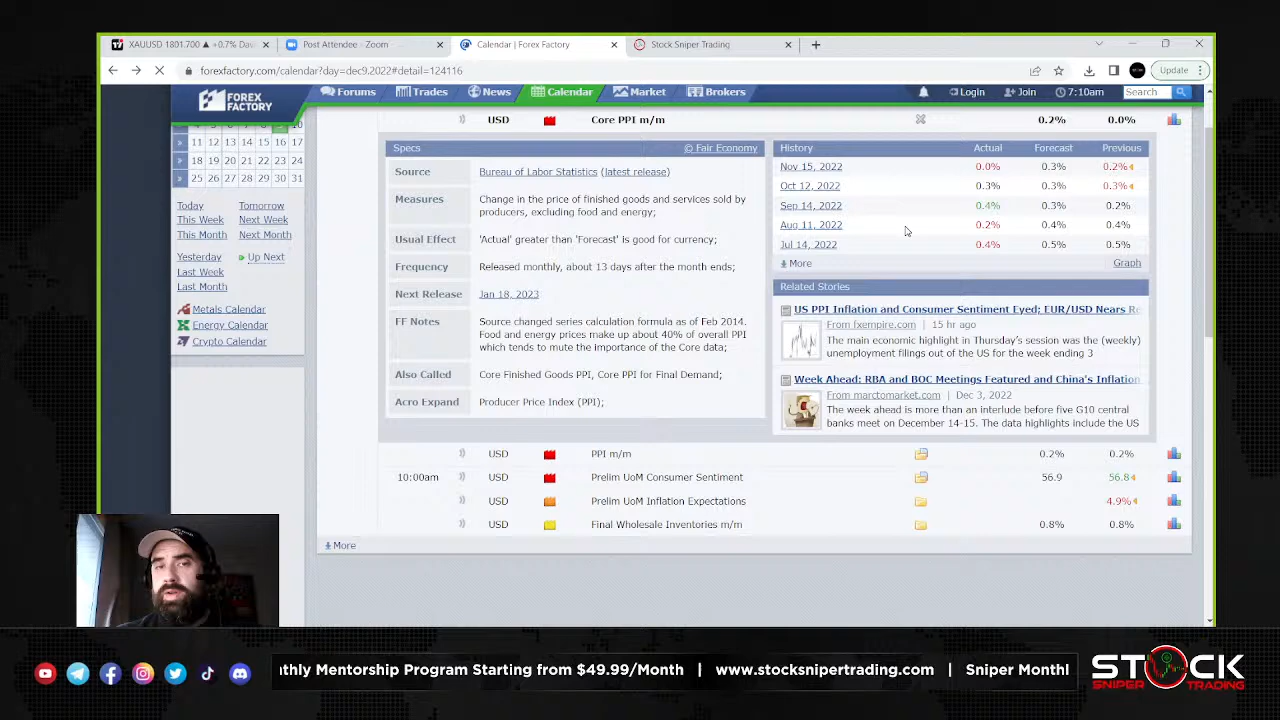 XAUUSD 1801.700 ▲ +0.7% Da
Post Attendee - Zoom
Calendar | Forex Factory
Stock Sniper Trading
forexfactory.com/calendar?day=dec9.2022#detail=124116
Update
FOREX FACTORY
Forums
Trades
News
Calendar
Market
Brokers
Login
Join
7:10am
Search
USD Core PPI m/m 0.2% 0.0%
» 11 12 13 14 15 16 17
» 18 19 20 21 22 23 24
» 25 26 27 28 29 30 31
Today Tomorrow
This Week Next Week
This Month Next Month
Yesterday Up Next
Last Week
Last Month
Metals Calendar
Energy Calendar
Crypto Calendar
Specs © Fair Economy
Source Bureau of Labor Statistics (latest release)
Measures Change in the price of finished goods and services sold by
producers, excluding food and energy;
Usual Effect 'Actual' greater than 'Forecast' is good for currency;
Frequency Released monthly, about 13 days after the month ends;
Next Release Jan 18, 2023
FF Notes Source changed series calculation formula as of Feb 2014.
Food and energy prices make up about 40% of overall PPI
which tends to mute the importance of the Core data;
Also Called Core Finished Goods PPI, Core PPI for Final Demand;
Acro Expand Producer Price Index (PPI);
History Actual Forecast Previous
Nov 15, 2022 0.0% 0.3% 0.2%
Oct 12, 2022 0.3% 0.3% 0.3%
Sep 14, 2022 0.4% 0.3% 0.2%
Aug 11, 2022 0.2% 0.4% 0.4%
Jul 14, 2022 0.4% 0.5% 0.5%
More Graph
Related Stories
US PPI Inflation and Consumer Sentiment Eyed; EUR/USD Nears Re
From fxempire.com | 15 hr ago
The main economic highlight in Thursday's session was the (weekly)
unemployment filings out of the US for the week ending 3
Week Ahead: RBA and BOC Meetings Featured and China's Inflation
From marctomarket.com | Dec 3, 2022
The week ahead is more than an interlude before five G10 central
banks meet on December 14-15. The data highlights include the US
USD PPI m/m 0.2% 0.2%
10:00am USD Prelim UoM Consumer Sentiment 56.9 56.8
USD Prelim UoM Inflation Expectations 4.9%
USD Final Wholesale Inventories m/m 0.8% 0.8%
More
nthly Mentorship Program Starting from $49.99/Month | www.stocksnipertrading.com | Sniper Monthl
STOCK
SNIPER TRADING